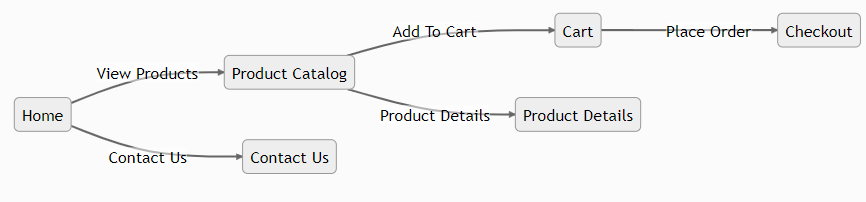 Home
View Products
Product Catalog
Add To Cart
Cart
Place Order
Checkout
Product Details
Product Details
Contact Us
Contact Us